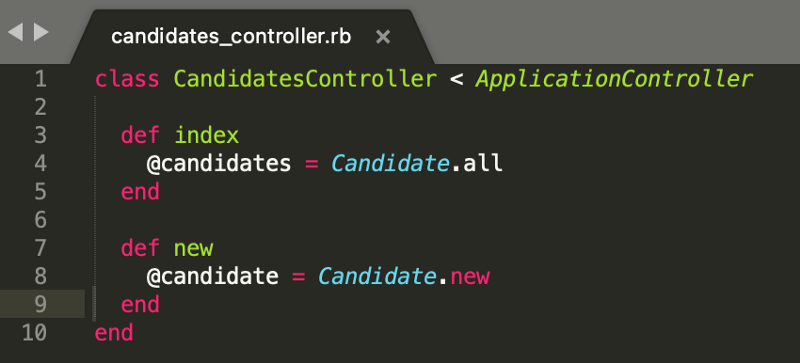 candidates_controller.rb
1 class CandidatesController < ApplicationController
2
3   def index
4     @candidates = Candidate.all
5   end
6
7   def new
8     @candidate = Candidate.new
9   end
10 end